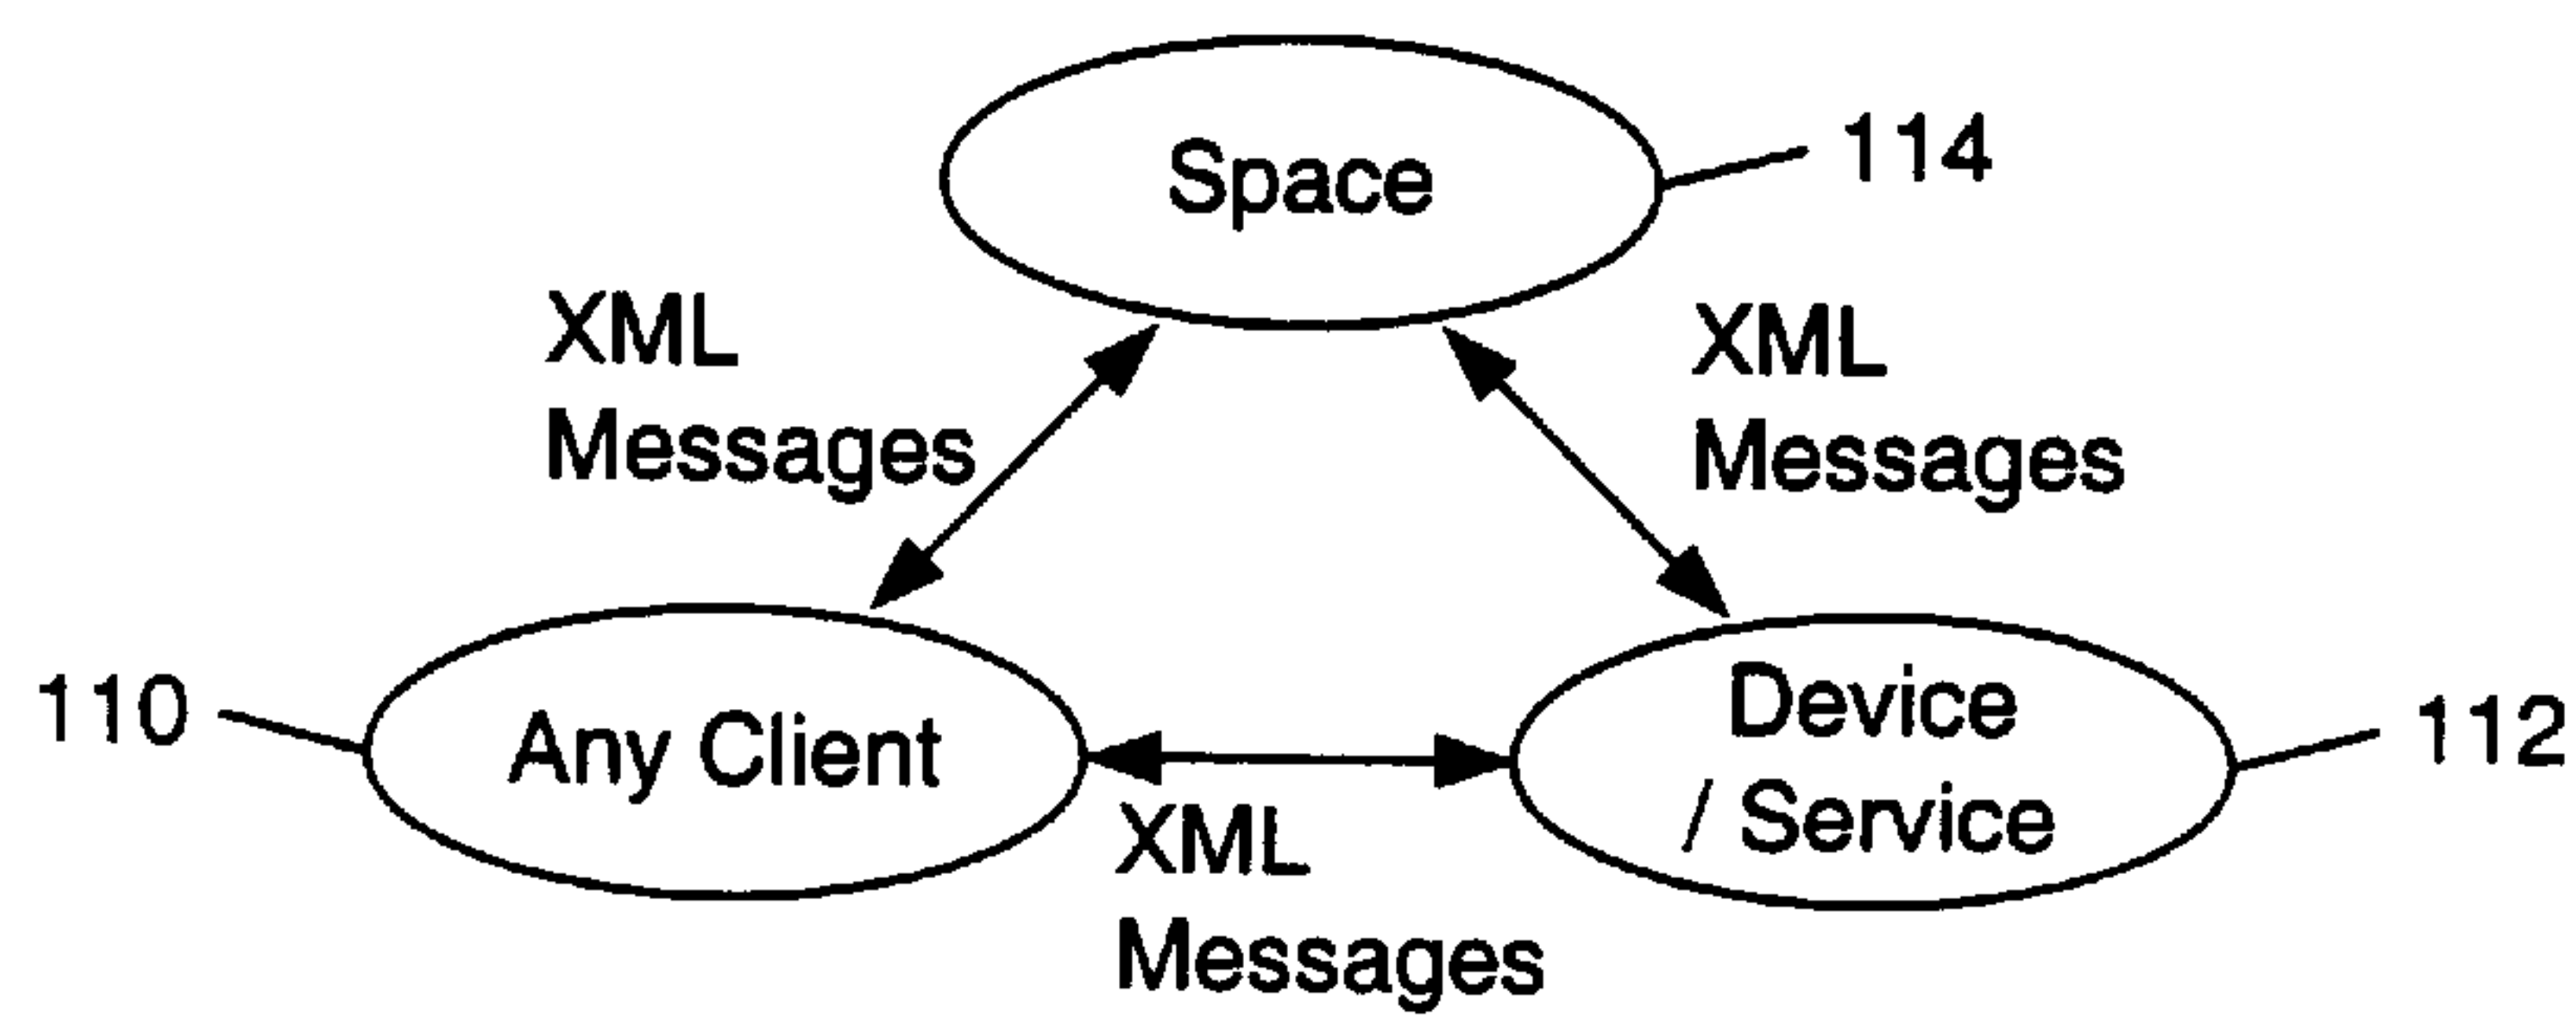 Space
114
XML
Messages
XML
Messages
110
Any Client
Device
/ Service
112
XML
Messages